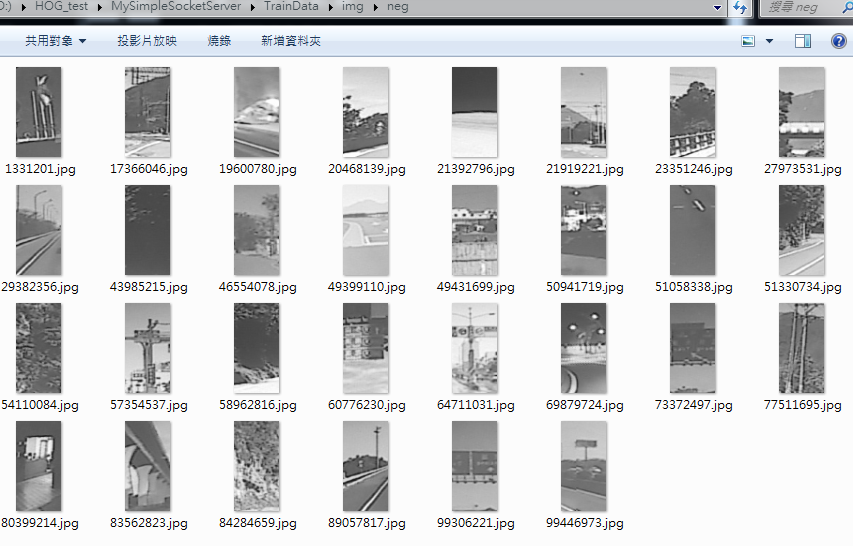 D:) ▸ HOG_test ▸ MySimpleSocketServer ▸ TrainData ▸ img ▸ neg
搜尋 neg
共用對象 投影片放映 燒錄 新增資料夾
1331201.jpg 17366046.jpg 19600780.jpg 20468139.jpg 21392796.jpg 21919221.jpg 23351246.jpg 27973531.jpg
29382356.jpg 43985215.jpg 46554078.jpg 49399110.jpg 49431699.jpg 50941719.jpg 51058338.jpg 51330734.jpg
54110084.jpg 57354537.jpg 58962816.jpg 60776230.jpg 64711031.jpg 69879724.jpg 73372497.jpg 77511695.jpg
80399214.jpg 83562823.jpg 84284659.jpg 89057817.jpg 99306221.jpg 99446973.jpg